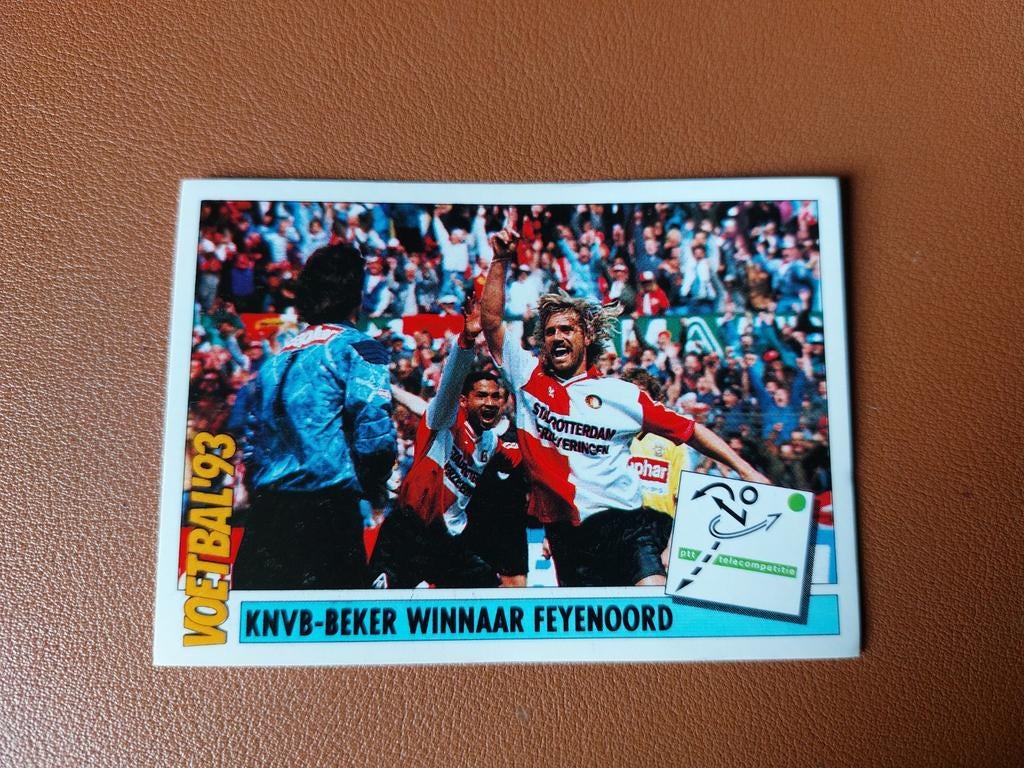 VOETBAL'93
STAD ROTTERDAM
VERZEKERINGEN
phar
ptt telecompetitie
KNVB-BEKER WINNAAR FEYENOORD